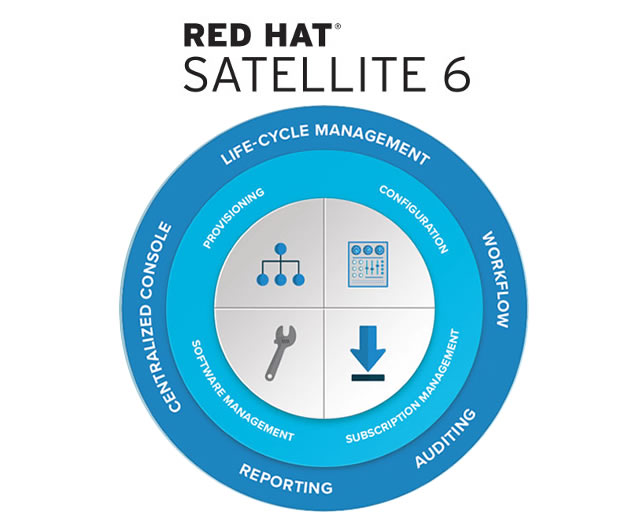 RED HAT®
SATELLITE 6
LIFE-CYCLE MANAGEMENT
PROVISIONING
CONFIGURATION
CENTRALIZED CONSOLE
WORKFLOW
SOFTWARE MANAGEMENT
SUBSCRIPTION MANAGEMENT
AUDITING
REPORTING